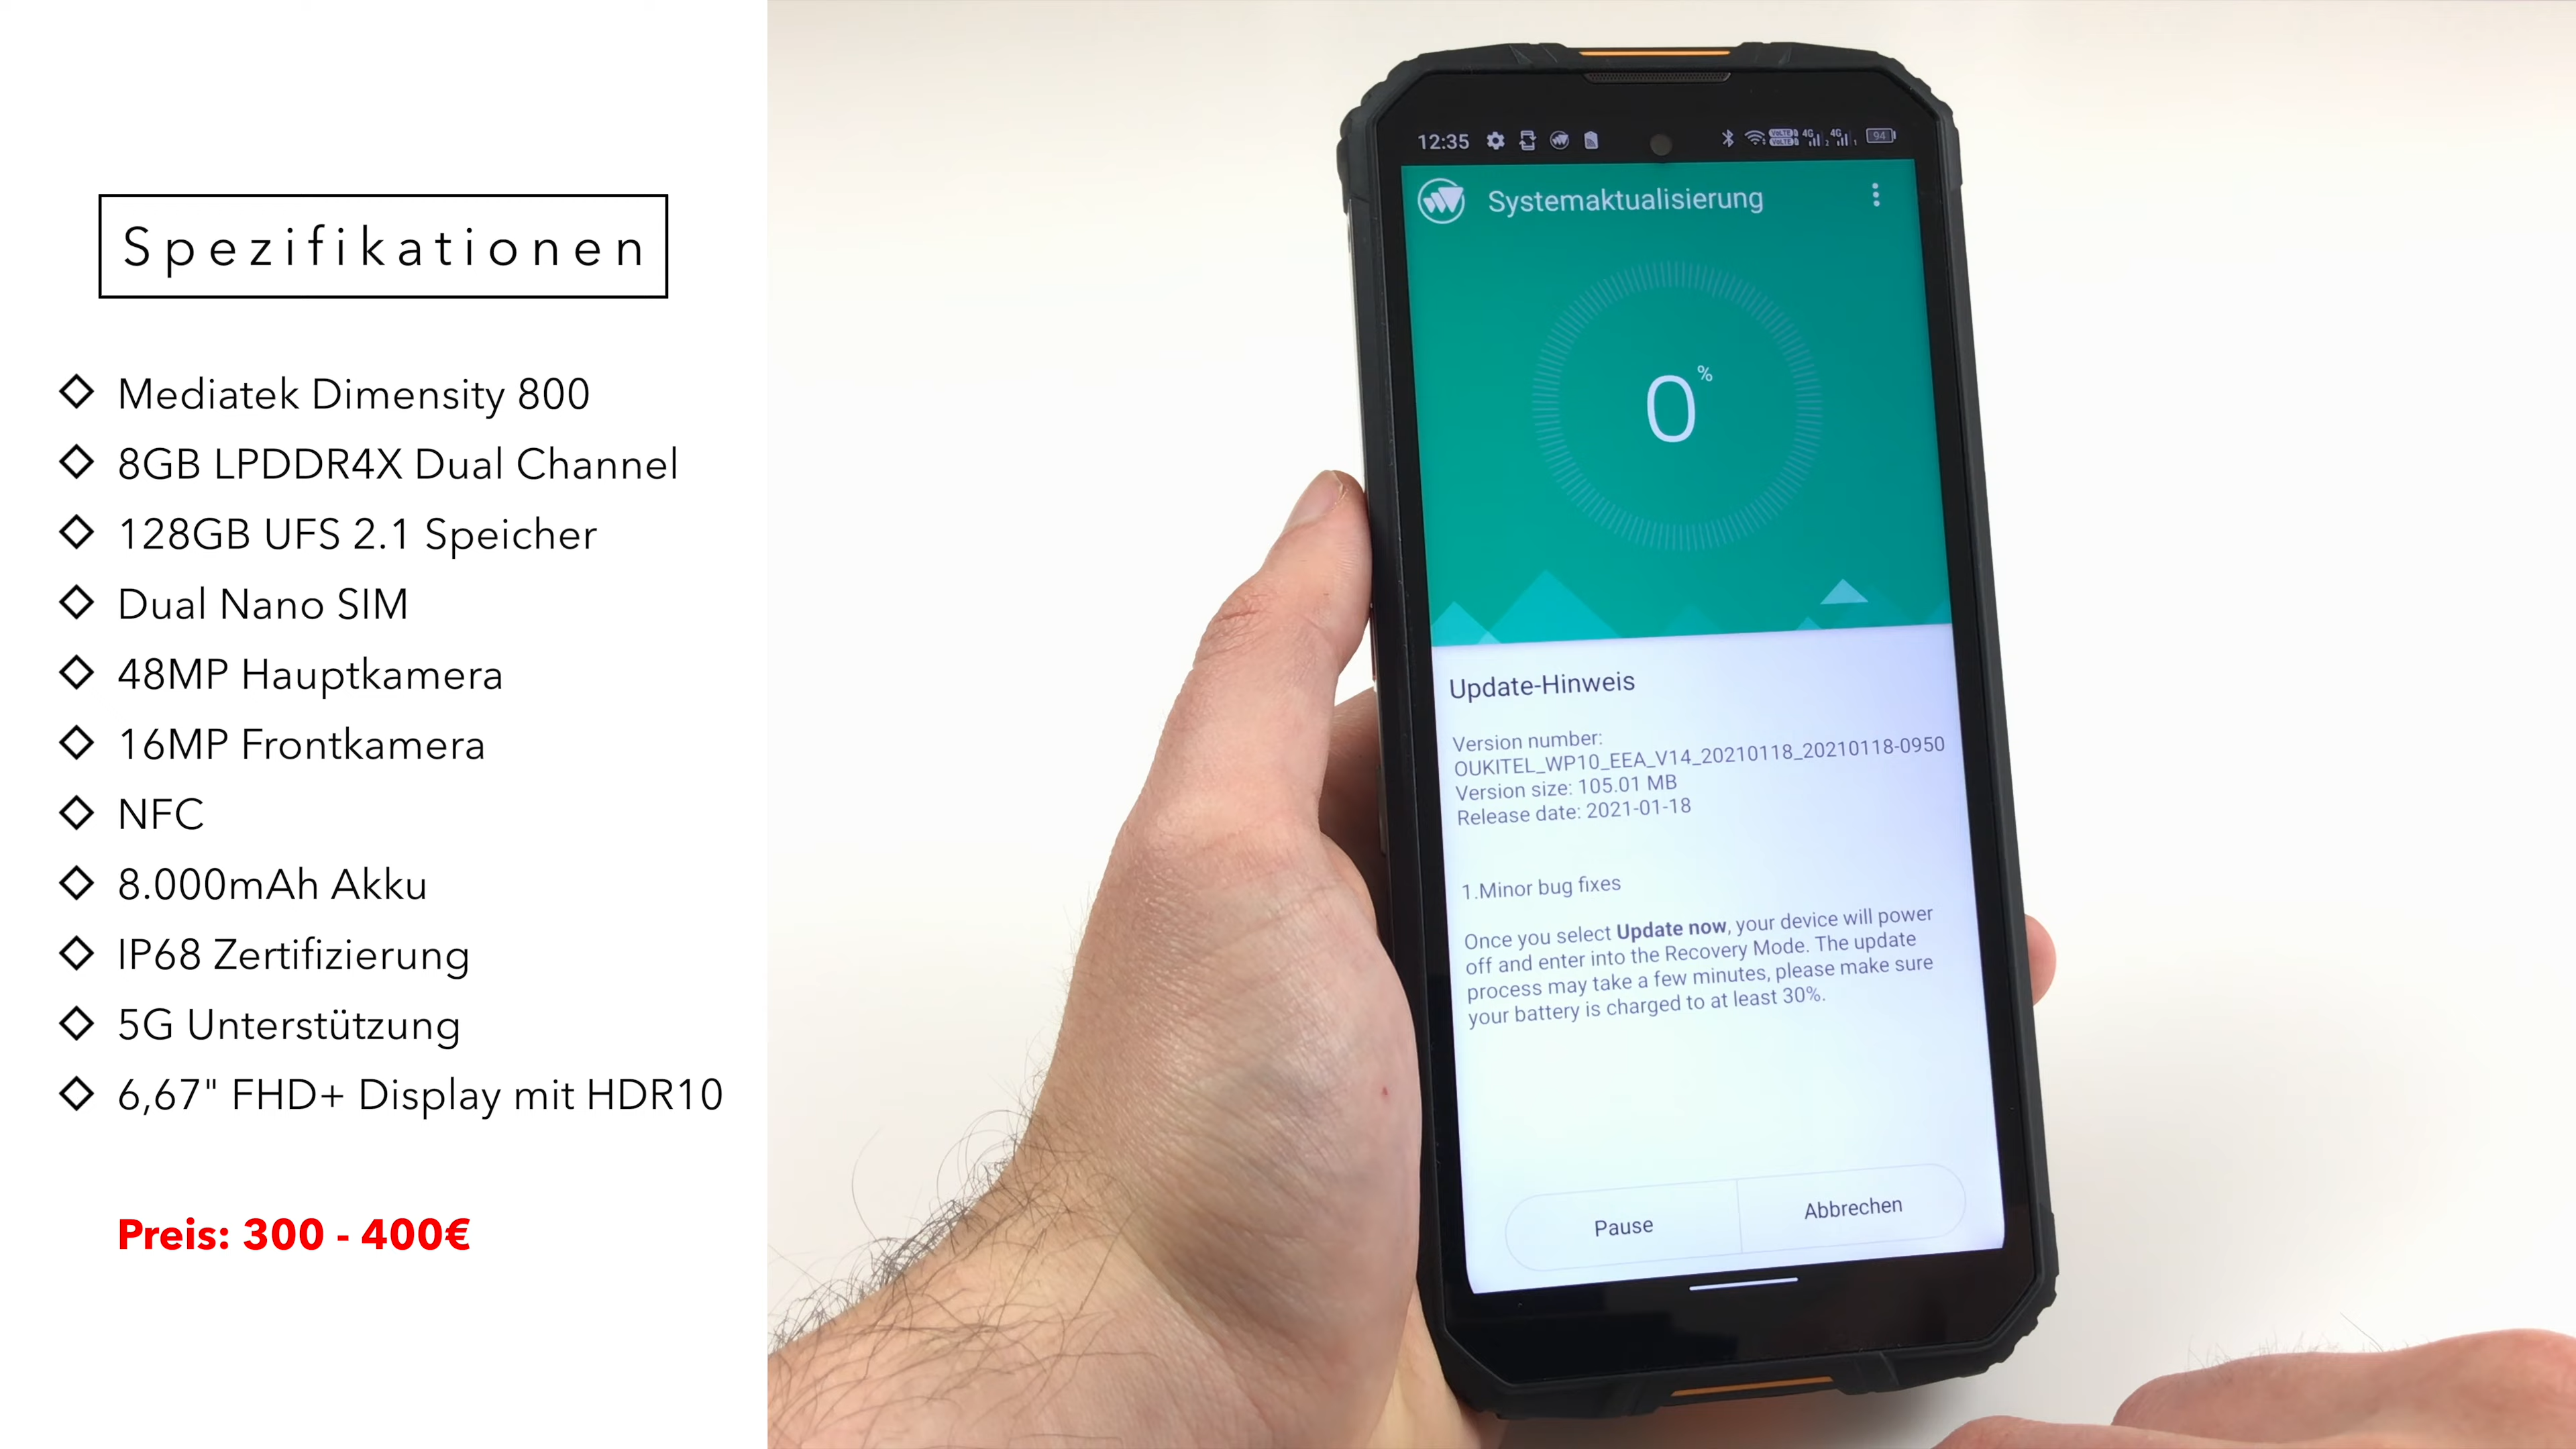 Spezifikationen
Mediatek Dimensity 800
8GB LPDDR4X Dual Channel
128GB UFS 2.1 Speicher
Dual Nano SIM
48MP Hauptkamera
16MP Frontkamera
NFC
8.000mAh Akku
IP68 Zertifizierung
5G Unterstützung
6,67" FHD+ Display mit HDR10
Preis: 300 - 400€
12:35
4G 2 4G 1 94
Systemaktualisierung
0%
Update-Hinweis
Version number:
OUKITEL_WP10_EEA_V14_20210118_20210118-0950
Version size: 105.01 MB
Release date: 2021-01-18
1.Minor bug fixes
Once you select Update now, your device will power
off and enter into the Recovery Mode. The update
process may take a few minutes, please make sure
your battery is charged to at least 30%.
Pause
Abbrechen